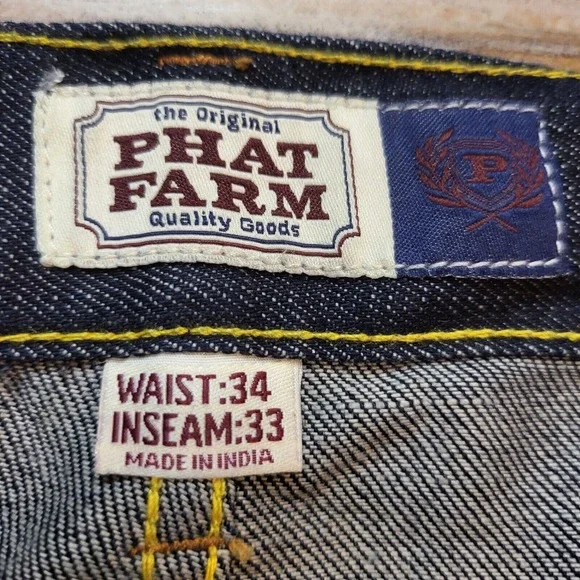 the Original
PHAT
FARM
Quality Goods
P
WAIST:34
INSEAM:33
MADE IN INDIA